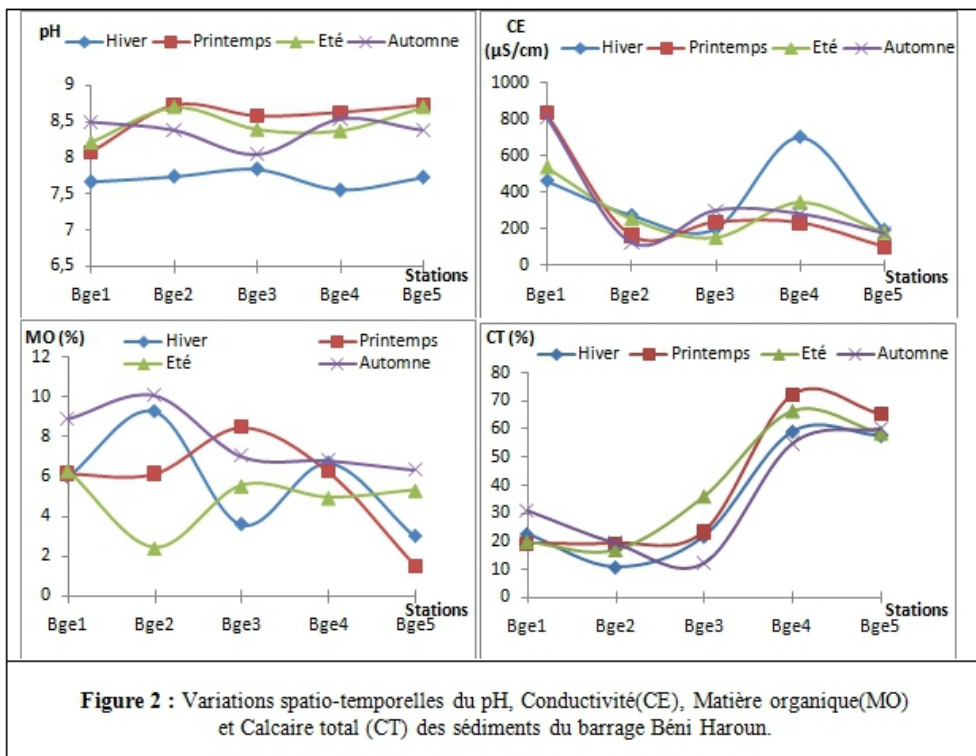 pH
Hiver Printemps Eté Automne
9
8,5
8
7,5
7
6,5
Stations
Bge1 Bge2 Bge3 Bge4 Bge5
CE
(µS/cm)
Hiver Printemps Eté Automne
1000
800
600
400
200
0
Stations
Bge1 Bge2 Bge3 Bge4 Bge5
MO (%)
Hiver Printemps
Eté Automne
12
10
8
6
4
2
0
Stations
Bge1 Bge2 Bge3 Bge4 Bge5
CT (%)
Hiver Printemps Eté Automne
80
70
60
50
40
30
20
10
0
Stations
Bge1 Bge2 Bge3 Bge4 Bge5
Figure 2 : Variations spatio-temporelles du pH, Conductivité(CE), Matière organique(MO)
et Calcaire total (CT) des sédiments du barrage Béni Haroun.